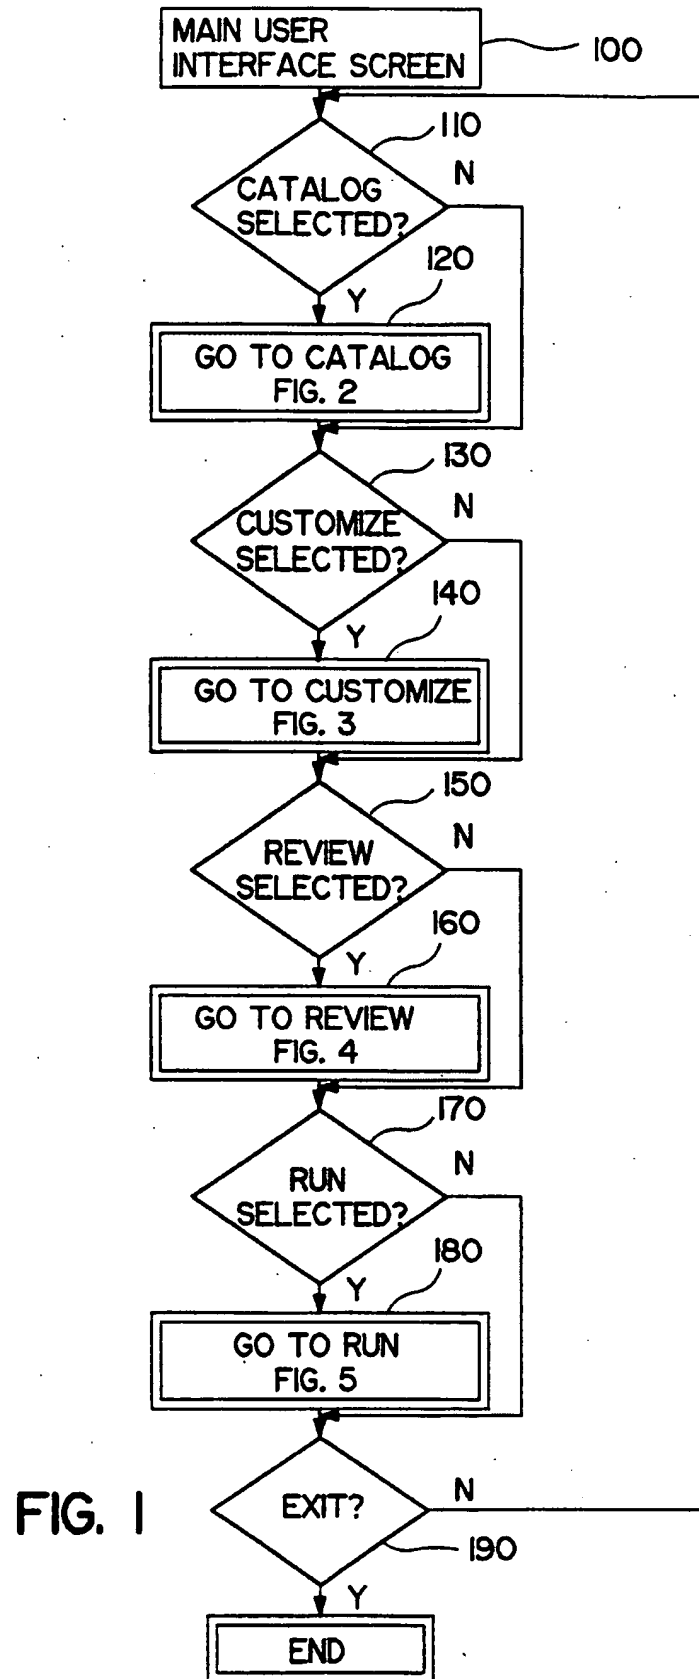 MAIN USER
INTERFACE SCREEN
100
110
N
CATALOG
SELECTED?
120
Y
GO TO CATALOG
FIG. 2
130
N
CUSTOMIZE
SELECTED?
140
Y
GO TO CUSTOMIZE
FIG. 3
150
N
REVIEW
SELECTED?
160
Y
GO TO REVIEW
FIG. 4
170
N
RUN
SELECTED?
180
Y
GO TO RUN
FIG. 5
N
EXIT?
FIG. 1
190
Y
END